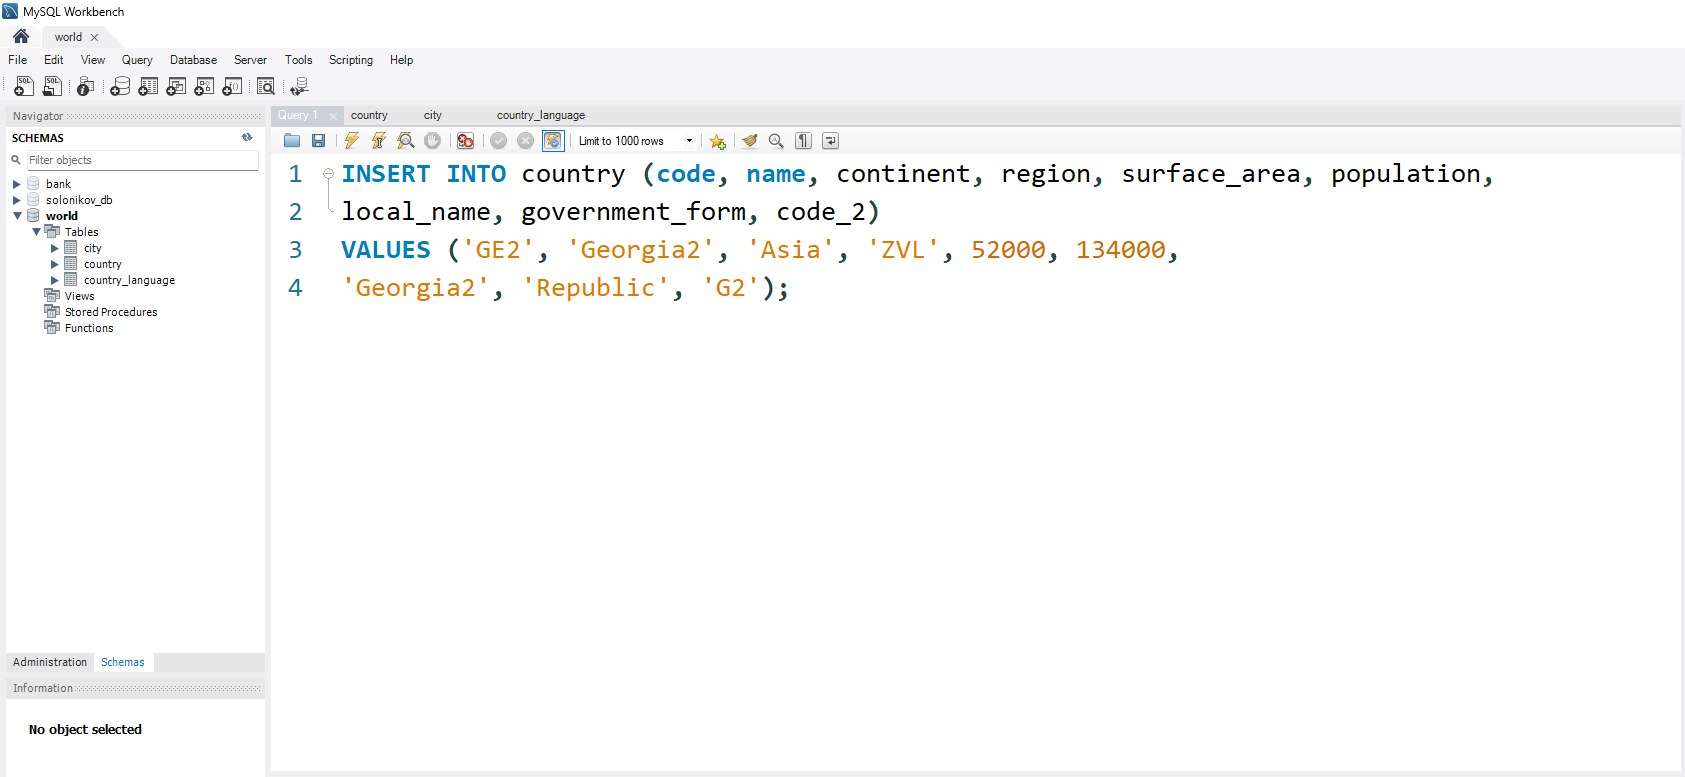 MySQL Workbench
world
File Edit View Query Database Server Tools Scripting Help
Navigator
SCHEMAS
Filter objects
bank
solonikov_db
world
Tables
city
country
country_language
Views
Stored Procedures
Functions
Administration Schemas
Information
No object selected
Query 1 country city country_language
Limit to 1000 rows
1 INSERT INTO country (code, name, continent, region, surface_area, population,
2 local_name, government_form, code_2)
3 VALUES ('GE2', 'Georgia2', 'Asia', 'ZVL', 52000, 134000,
4 'Georgia2', 'Republic', 'G2');